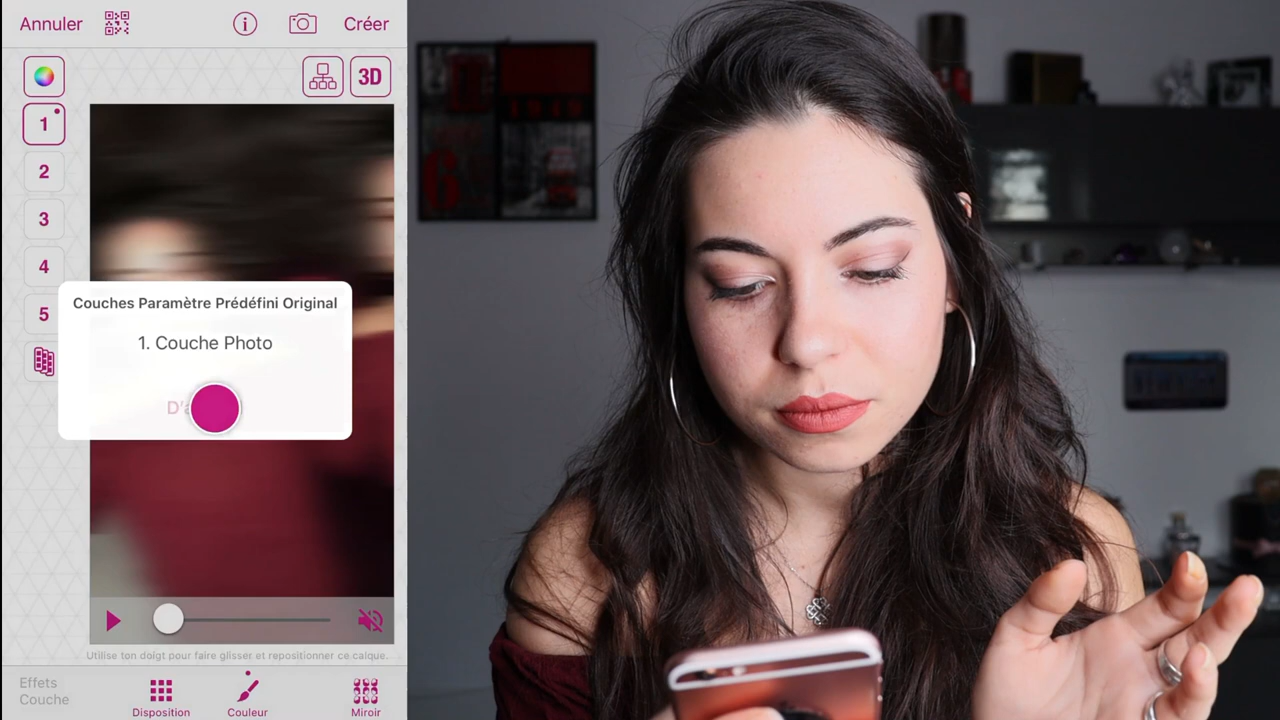 Annuler
Créer
3D
1
2
3
4
5
Couches Paramètre Prédéfini Original
1. Couche Photo
Utilise ton doigt pour faire glisser et repositionner ce calque.
Effets
Couche
Disposition
Couleur
Miroir